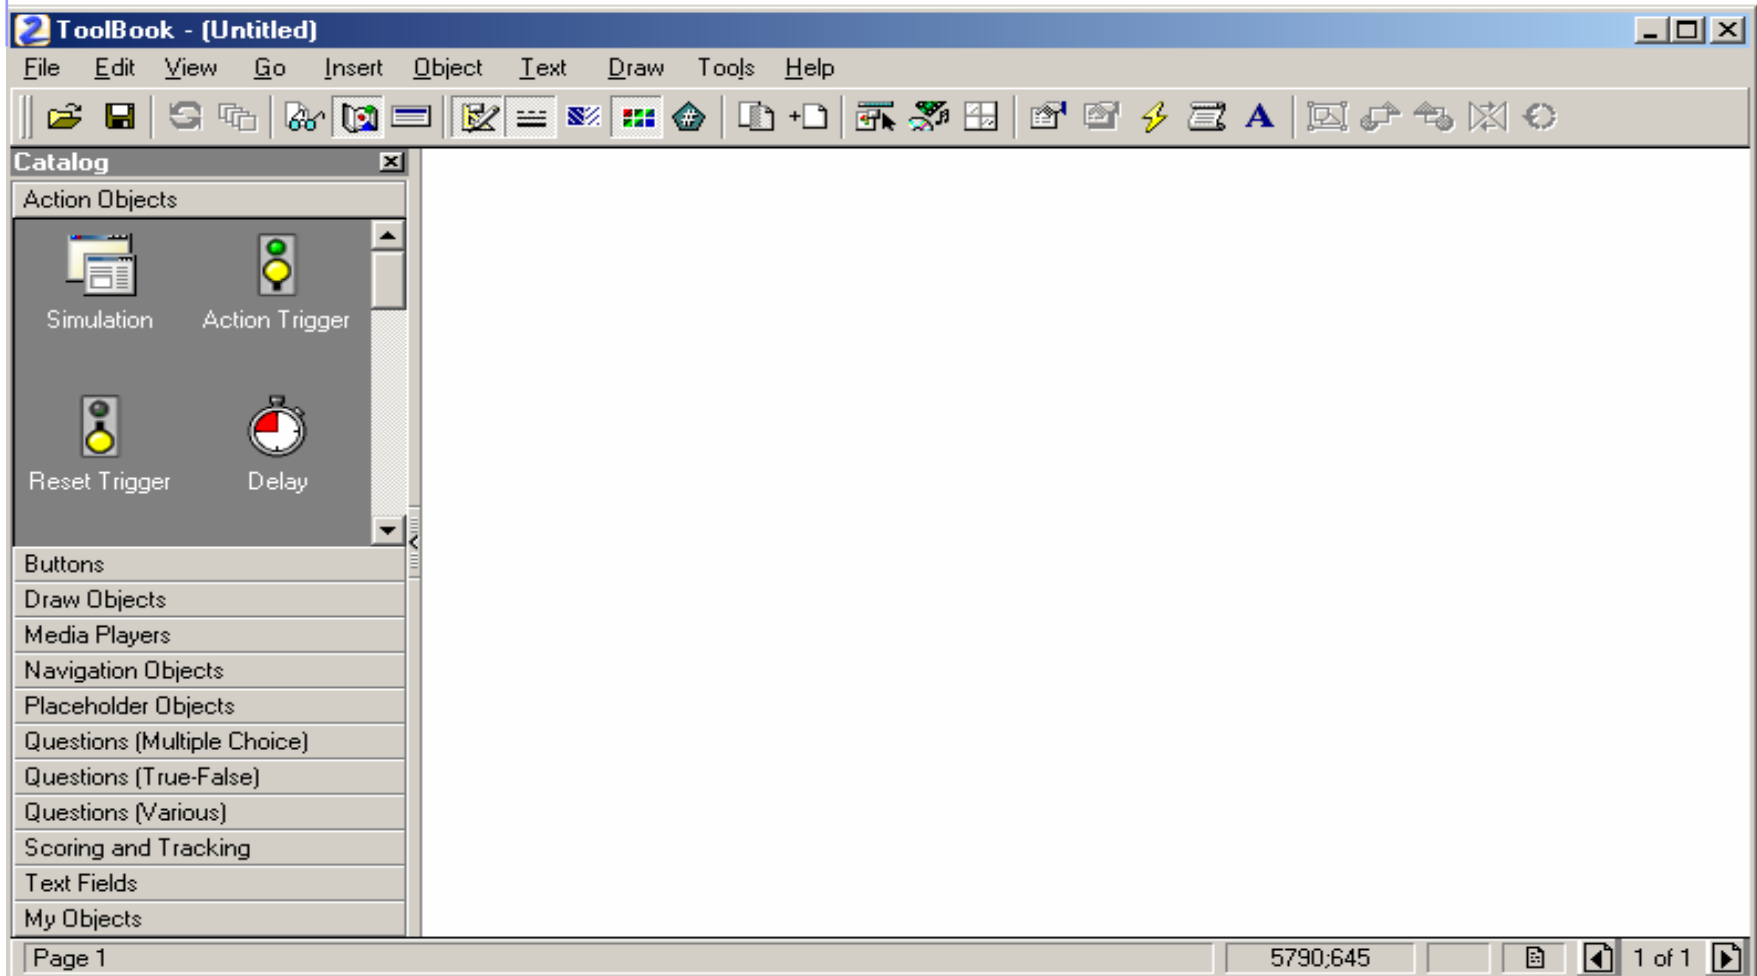 2 ToolBook - (Untitled)
File Edit View Go Insert Object Text Draw Tools Help
A
Catalog
Action Objects
Simulation Action Trigger
Reset Trigger Delay
Buttons
Draw Objects
Media Players
Navigation Objects
Placeholder Objects
Questions (Multiple Choice)
Questions (True-False)
Questions (Various)
Scoring and Tracking
Text Fields
My Objects
Page 1 5790;645 1 of 1